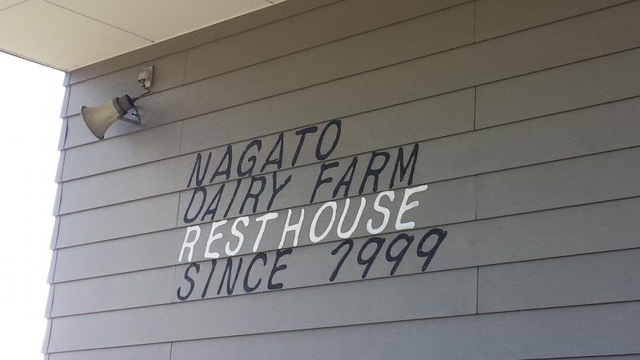 NAGATO
DAIRY FARM
RESTHOUSE
SINCE 1999